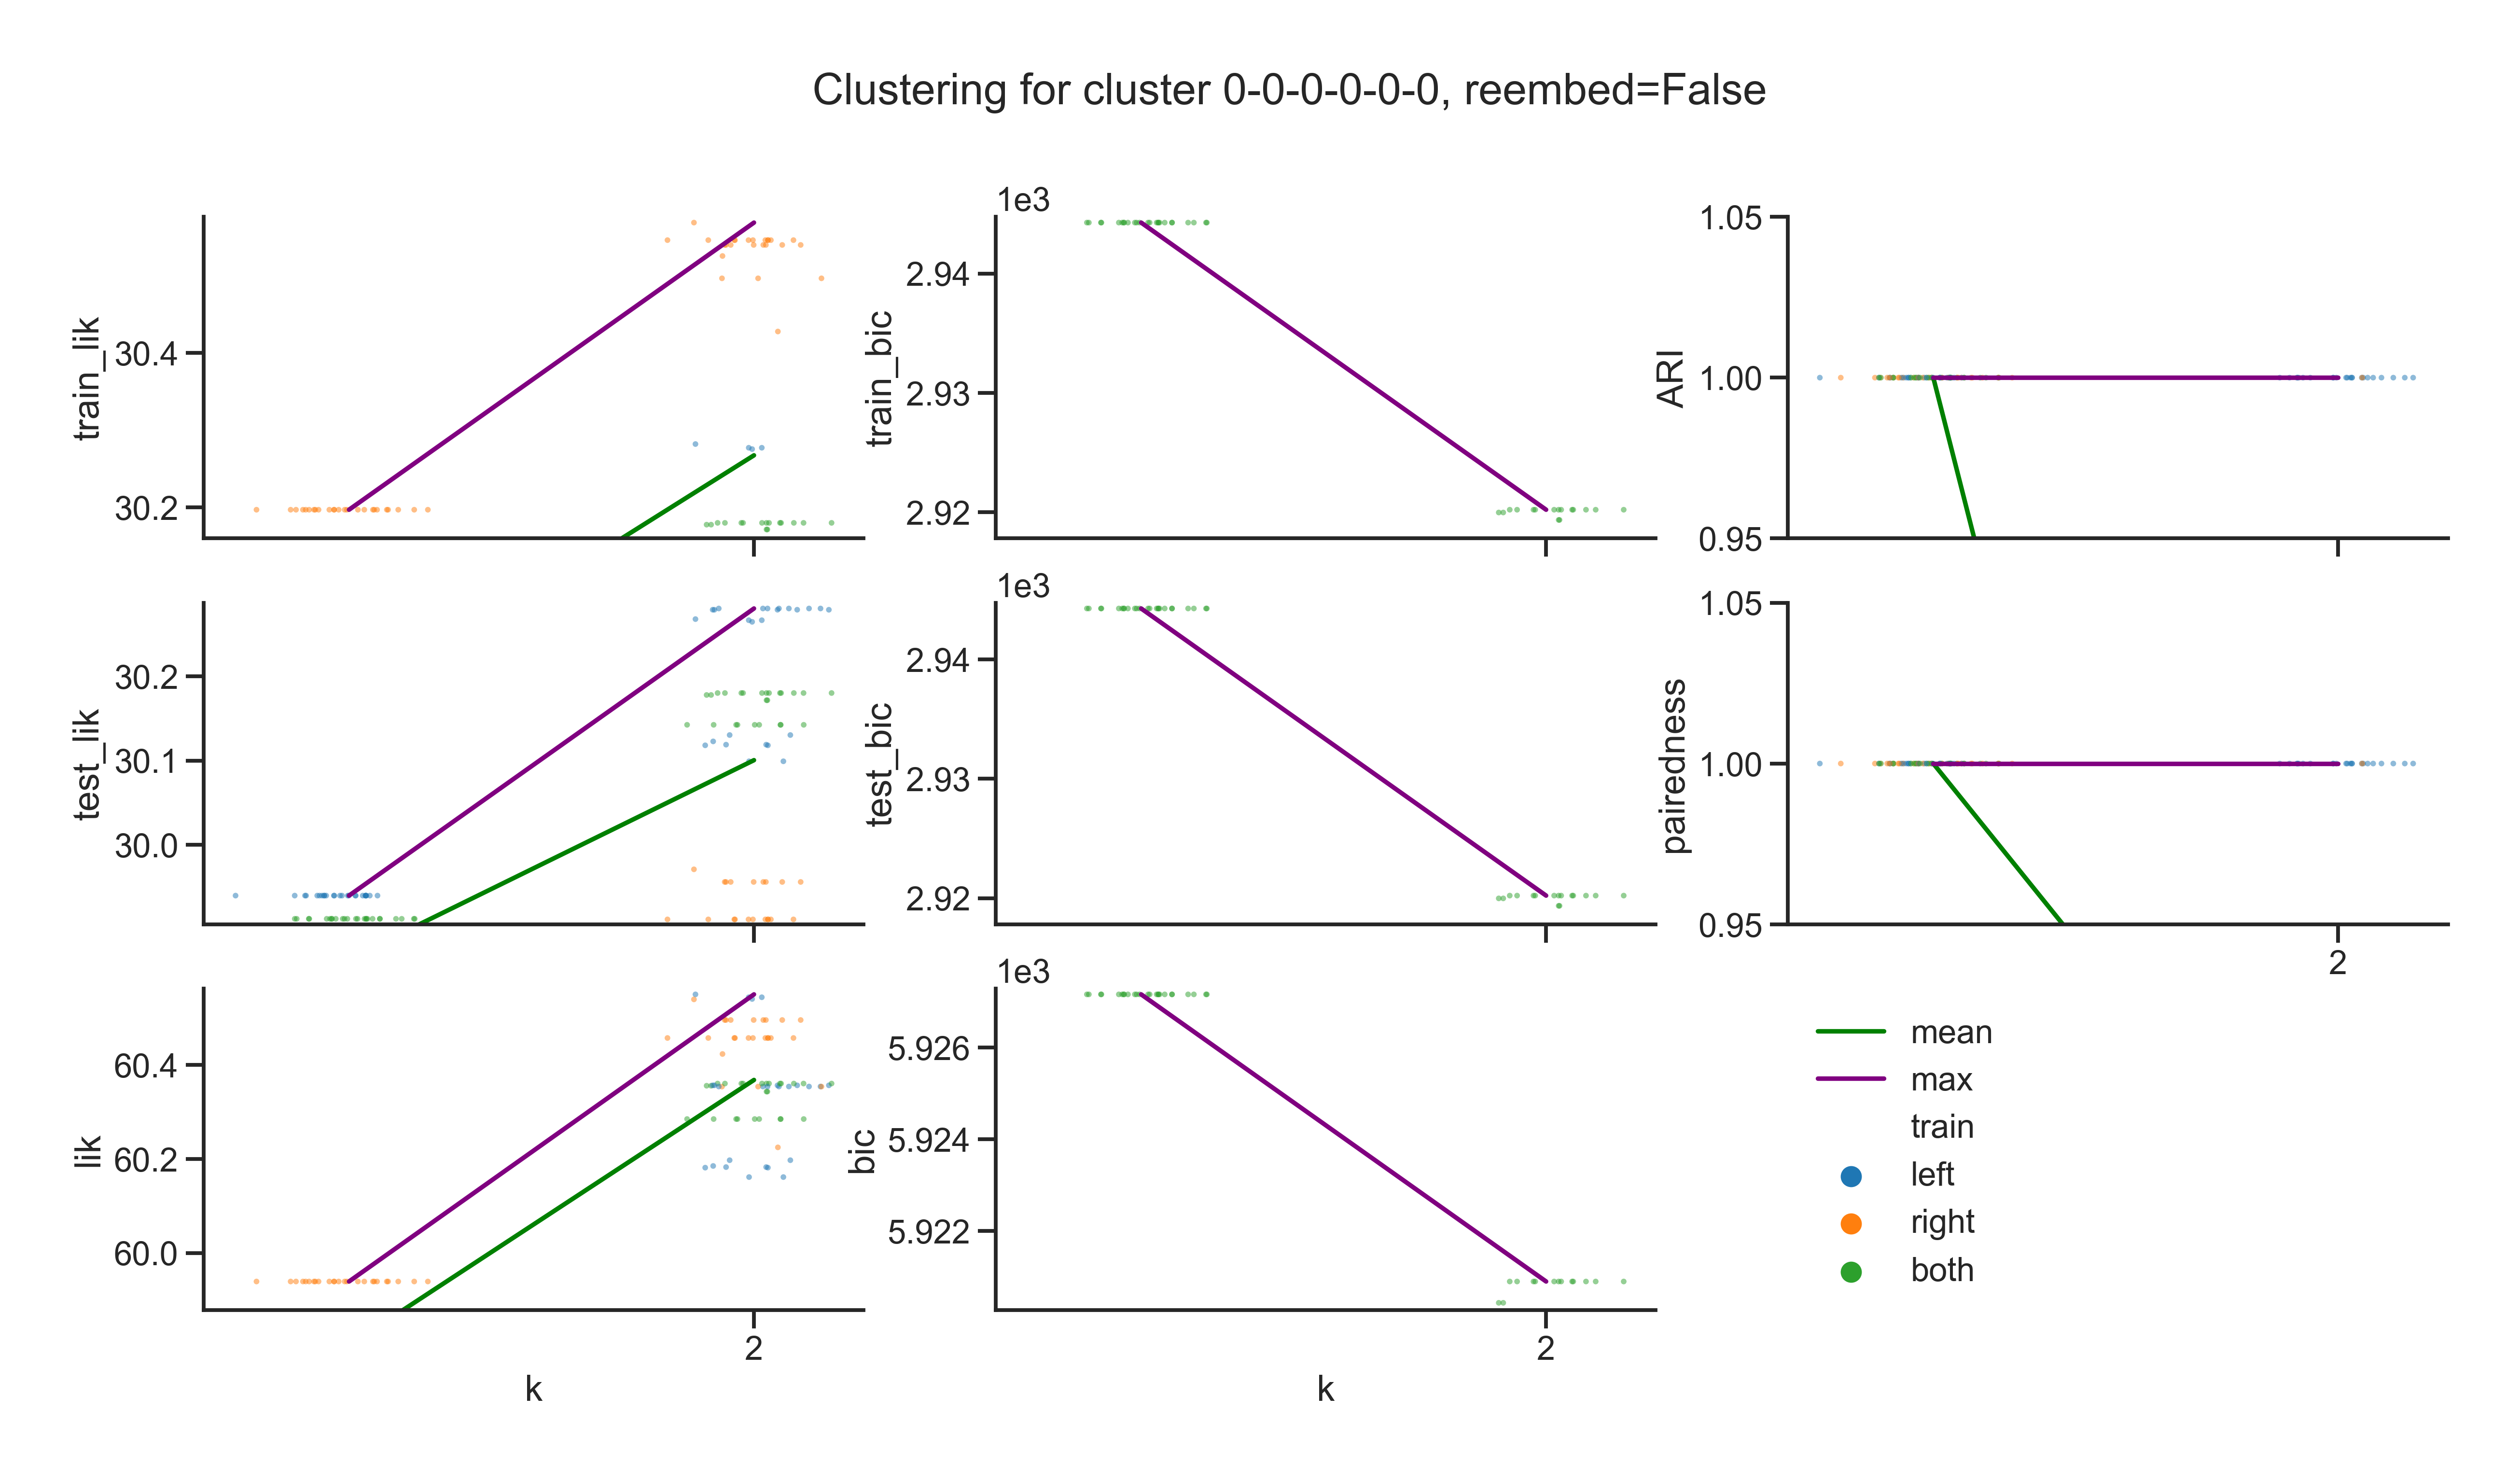 Clustering for cluster 0-0-0-0-0-0, reembed=False
train_lik
30.4
30.2
1e3
train_bic
2.94
2.93
2.92
ARI
1.05
1.00
0.95
test_lik
30.2
30.1
30.0
1e3
test_bic
2.94
2.93
2.92
pairedness
1.05
1.00
0.95
2
lik
60.4
60.2
60.0
2
k
1e3
bic
5.926
5.924
5.922
2
k
mean
max
train
left
right
both